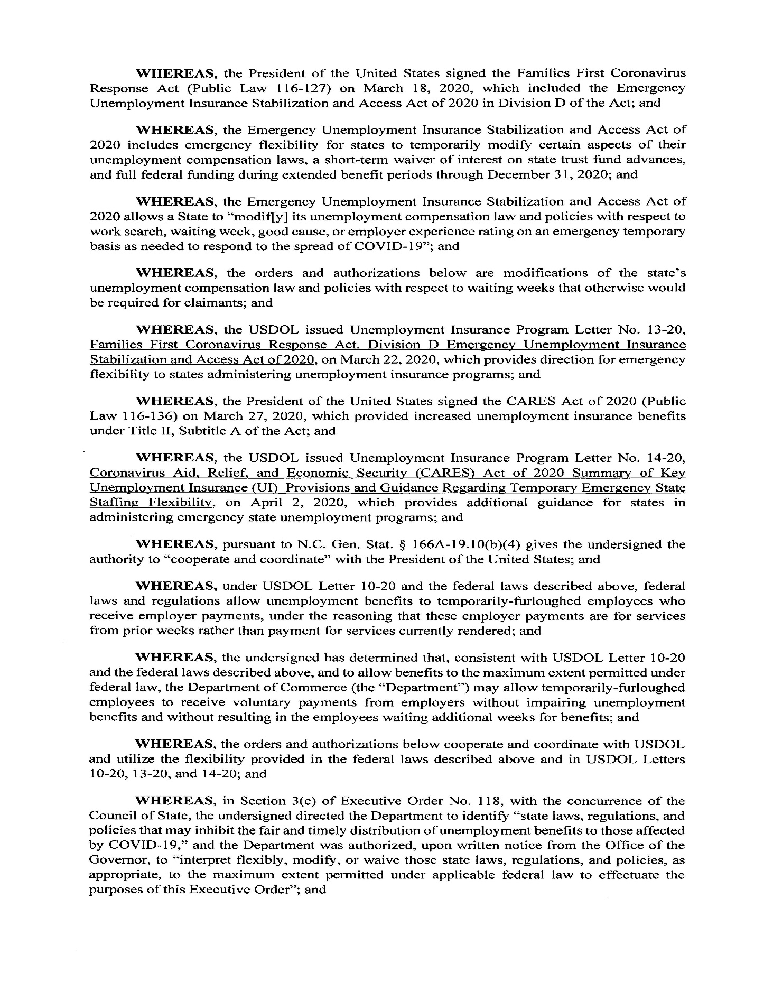 WHEREAS, the President of the United States signed the Families First Coronavirus
Response Act (Public Law 116-127) on March 18, 2020, which included the Emergency
Unemployment Insurance Stabilization and Access Act of 2020 in Division D of the Act; and
WHEREAS, the Emergency Unemployment Insurance Stabilization and Access Act of
2020 includes emergency flexibility for states to temporarily modify certain aspects of their
unemployment compensation laws, a short-term waiver of interest on state trust fund advances,
and full federal funding during extended benefit periods through December 31, 2020; and
WHEREAS, the Emergency Unemployment Insurance Stabilization and Access Act of
2020 allows a State to “modif[y] its unemployment compensation law and policies with respect to
work search, waiting week, good cause, or employer experience rating on an emergency temporary
basis as needed to respond to the spread of COVID-19”; and
WHEREAS, the orders and authorizations below are modifications of the state’s
unemployment compensation law and policies with respect to waiting weeks that otherwise would
be required for claimants; and
WHEREAS, the USDOL issued Unemployment Insurance Program Letter No. 13-20,
Families First Coronavirus Response Act, Division D Emergency Unemployment Insurance
Stabilization and Access Act of 2020, on March 22, 2020, which provides direction for emergency
flexibility to states administering unemployment insurance programs; and
WHEREAS, the President of the United States signed the CARES Act of 2020 (Public
Law 116-136) on March 27, 2020, which provided increased unemployment insurance benefits
under Title II, Subtitle A of the Act; and
WHEREAS, the USDOL issued Unemployment Insurance Program Letter No. 14-20,
Coronavirus Aid, Relief, and Economic Security (CARES) Act of 2020 Summary of Key
Unemployment Insurance (UI) Provisions and Guidance Regarding Temporary Emergency State
Staffing Flexibility, on April 2, 2020, which provides additional guidance for states in
administering emergency state unemployment programs; and
WHEREAS, pursuant to N.C. Gen. Stat. § 166A-19.10(b)(4) gives the undersigned the
authority to “cooperate and coordinate” with the President of the United States; and
WHEREAS, under USDOL Letter 10-20 and the federal laws described above, federal
laws and regulations allow unemployment benefits to temporarily-furloughed employees who
receive employer payments, under the reasoning that these employer payments are for services
from prior weeks rather than payment for services currently rendered; and
WHEREAS, the undersigned has determined that, consistent with USDOL Letter 10-20
and the federal laws described above, and to allow benefits to the maximum extent permitted under
federal law, the Department of Commerce (the “Department”) may allow temporarily-furloughed
employees to receive voluntary payments from employers without impairing unemployment
benefits and without resulting in the employees waiting additional weeks for benefits; and
WHEREAS, the orders and authorizations below cooperate and coordinate with USDOL
and utilize the flexibility provided in the federal laws described above and in USDOL Letters
10-20, 13-20, and 14-20; and
WHEREAS, in Section 3(c) of Executive Order No. 118, with the concurrence of the
Council of State, the undersigned directed the Department to identify “state laws, regulations, and
policies that may inhibit the fair and timely distribution of unemployment benefits to those affected
by COVID-19,” and the Department was authorized, upon written notice from the Office of the
Governor, to “interpret flexibly, modify, or waive those state laws, regulations, and policies, as
appropriate, to the maximum extent permitted under applicable federal law to effectuate the
purposes of this Executive Order”; and